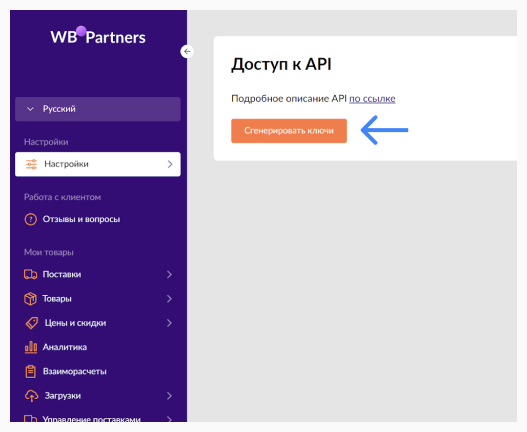 WB Partners
Русский
Настройки
Настройки
Работа с клиентом
Отзывы и вопросы
Мои товары
Поставки
Товары
Цены и скидки
Аналитика
Взаиморасчеты
Загрузки
Управление поставками
Доступ к API
Подробное описание API по ссылке
Сгенерировать ключи